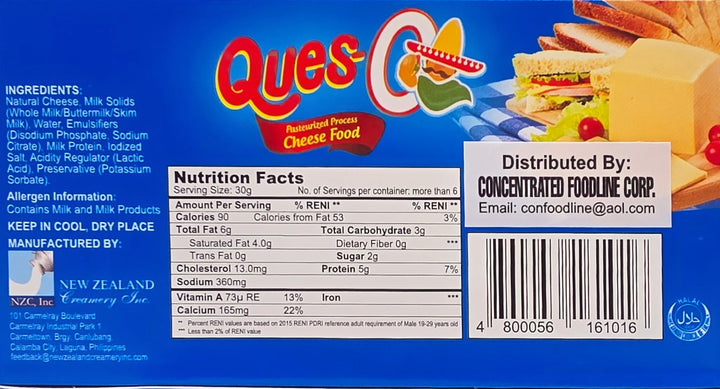 INGREDIENTS:
Natural Cheese, Milk Solids
(Whole Milk/Buttermilk/Skim
Milk), Water, Emulsifiers
(Disodium Phosphate, Sodium
Citrate), Milk Protein, Iodized
Salt, Acidity Regulator (Lactic
Acid), Preservative (Potassium
Sorbate).
Allergen Information:
Contains Milk and Milk Products
KEEP IN COOL, DRY PLACE
MANUFACTURED BY:
NZC, Inc
NEW ZEALAND
Creamery Inc.
101 Carmelray Boulevard
Carmelray Industrial Park 1
Carmeltown, Brgy. Canlubang,
Calamba City, Laguna, Philippines
feedback@newzealandcreameryinc.com
Ques-O
Pasteurized Process
Cheese Food
Nutrition Facts
Serving Size: 30g No. of Servings per container: more than 6
Amount Per Serving % RENI ** % RENI **
Calories 90 Calories from Fat 53 3%
Total Fat 6g Total Carbohydrate 3g
Saturated Fat 4.0g Dietary Fiber 0g ***
Trans Fat 0g Sugar 2g
Cholesterol 13.0mg Protein 5g 7%
Sodium 360mg
Vitamin A 73µ RE 13% Iron ***
Calcium 165mg 22%
** Percent RENI values are based on 2015 RENI PDRI reference adult requirement of Male 19-29 years old
*** Less than 2% of RENI value
Distributed By:
CONCENTRATED FOODLINE CORP.
Email: confoodline@aol.com
4 800056 161016
HALAL
حلال